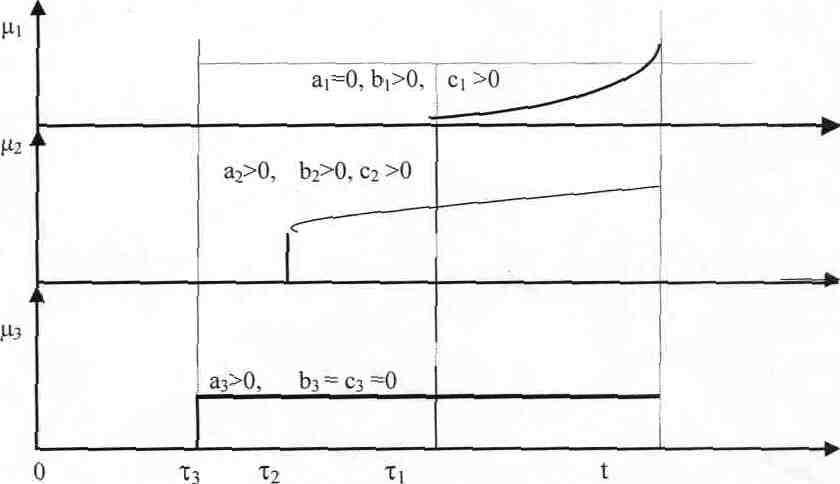 μ1
a1=0, b1>0, c1 >0
μ2
a2>0, b2>0, c2 >0
μ3
a3>0, b3 = c3 =0
0 τ3 τ2 τ1 t